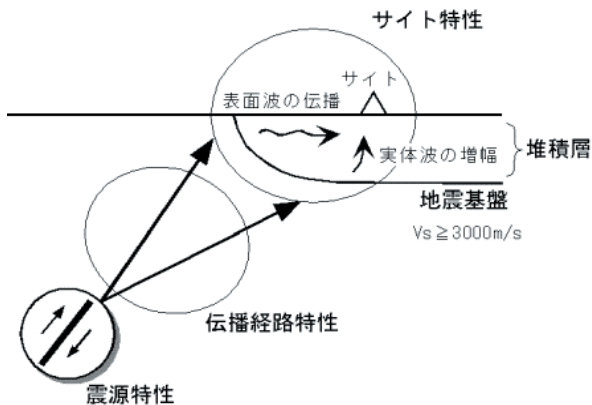 サイト特性
サイト
表面波の伝播
実体波の増幅
堆積層
地震基盤
Vs≧3000m/s
伝播経路特性
震源特性